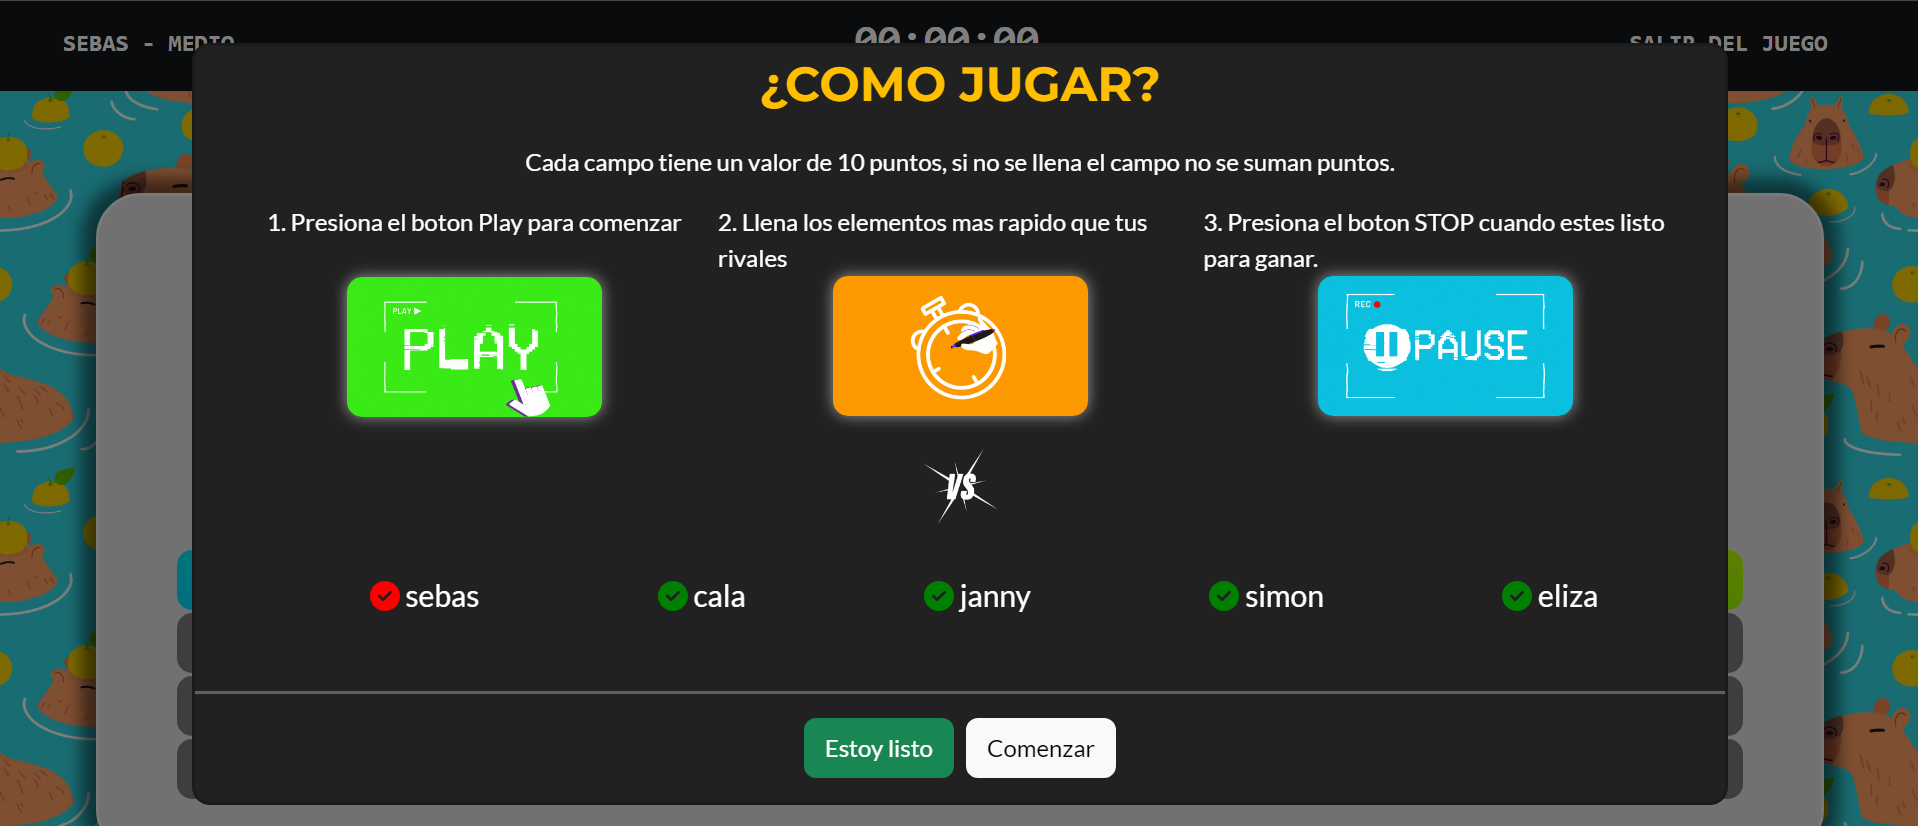 SEBAS - MEDIO
00:00:00
SALIR DEL JUEGO
¿COMO JUGAR?
Cada campo tiene un valor de 10 puntos, si no se llena el campo no se suman puntos.
1. Presiona el boton Play para comenzar
PLAY
PLAY
2. Llena los elementos mas rapido que tus
rivales
3. Presiona el boton STOP cuando estes listo
para ganar.
REC
PAUSE
VS
sebas
cala
janny
simon
eliza
Estoy listo
Comenzar